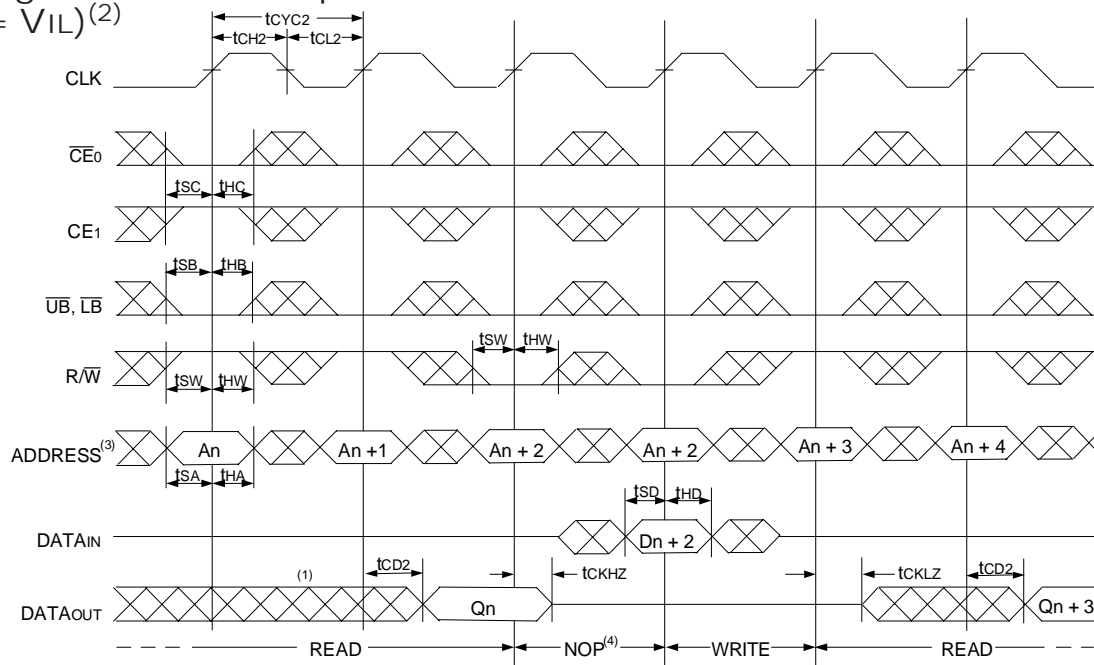 = VIL)(2)
tCYC2
tCH2 tCL2
CLK
CE0
tSC tHC
CE1
tSB tHB
UB, LB
tSW tHW
R/W
tSW tHW
ADDRESS(3) An An +1 An + 2 An + 2 An + 3 An + 4
tSA tHA
tSD tHD
DATAIN Dn + 2
(1) tCD2 tCKHZ tCKLZ tCD2
DATAOUT Qn Qn + 3
READ NOP(4) WRITE READ